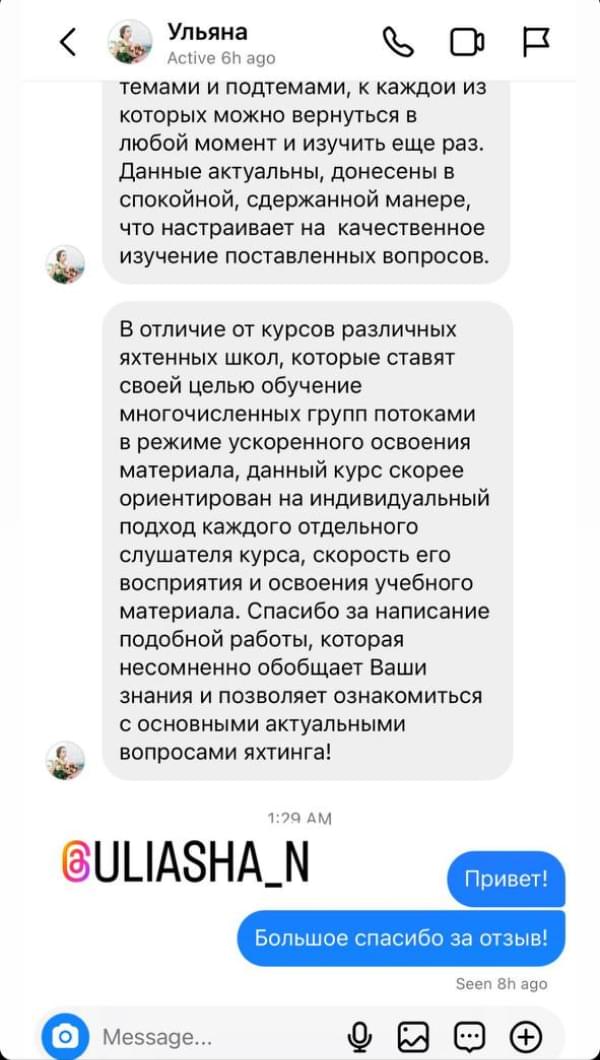 Ульяна
Active 6h ago
темами и подтемами, к каждой из
которых можно вернуться в
любой момент и изучить еще раз.
Данные актуальны, донесены в
спокойной, сдержанной манере,
что настраивает на качественное
изучение поставленных вопросов.
В отличие от курсов различных
яхтенных школ, которые ставят
своей целью обучение
многочисленных групп потоками
в режиме ускоренного освоения
материала, данный курс скорее
ориентирован на индивидуальный
подход каждого отдельного
слушателя курса, скорость его
восприятия и освоения учебного
материала. Спасибо за написание
подобной работы, которая
несомненно обобщает Ваши
знания и позволяет ознакомиться
с основными актуальными
вопросами яхтинга!
1:29 AM
@ULIASHA_N
Привет!
Большое спасибо за отзыв!
Seen 8h ago
Message...